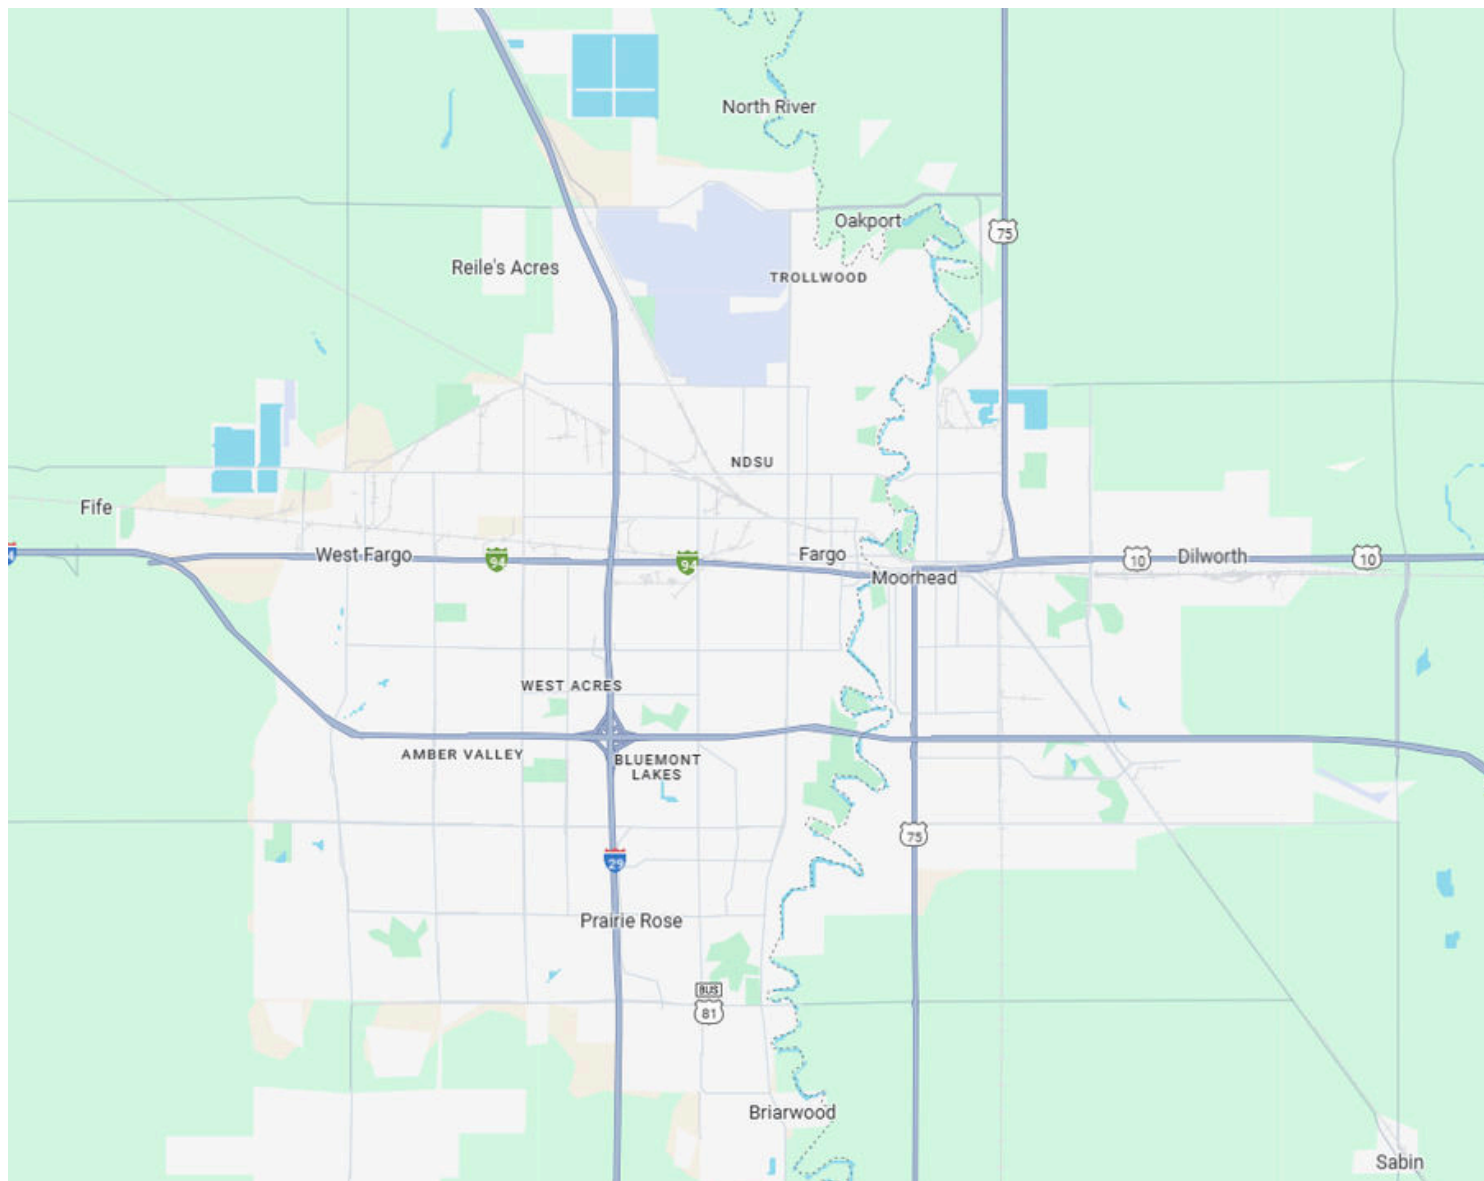 North River
Oakport
75
Reile's Acres
TROLLWOOD
NDSU
Fife
West Fargo
94
94
Fargo
Moorhead
10
Dilworth
10
WEST ACRES
AMBER VALLEY
BLUEMONT
LAKES
75
29
Prairie Rose
BUS
81
Briarwood
Sabin